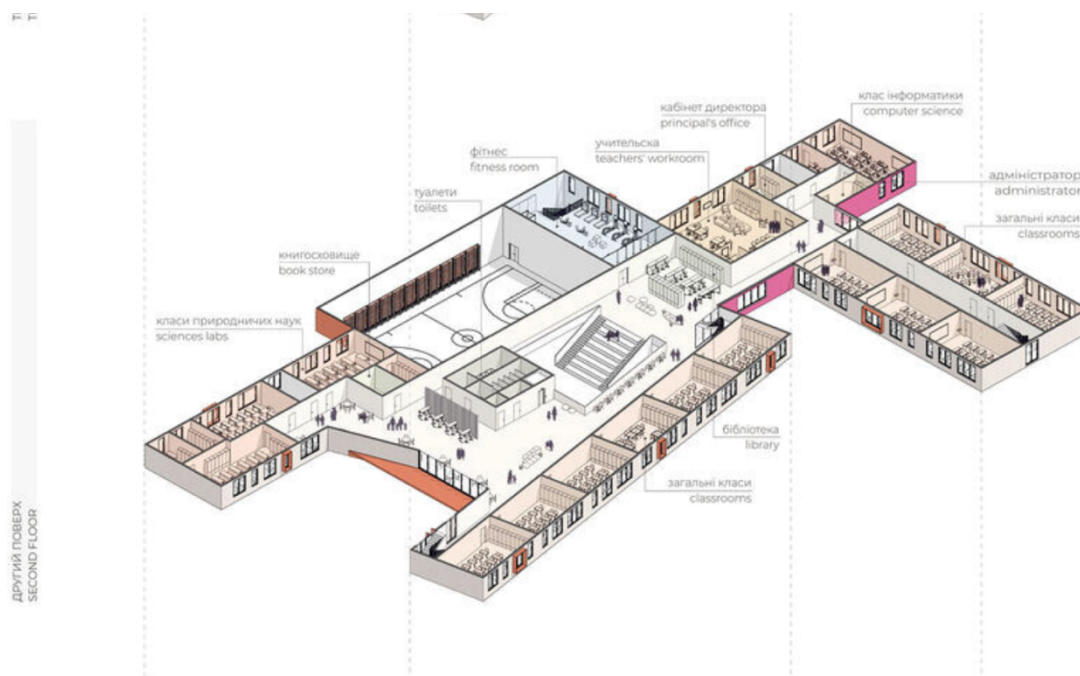 клас інформатики
computer science
кабінет директора
principal's office
учительска
teachers' workroom
фітнес
fitness room
адміністратор
administrator
туалети
toilets
загальні класи
classrooms
книгосховище
book store
класи природничих наук
sciences labs
бібліотека
library
загальні класи
classrooms
ДРУГИЙ ПОВЕРХ
SECOND FLOOR